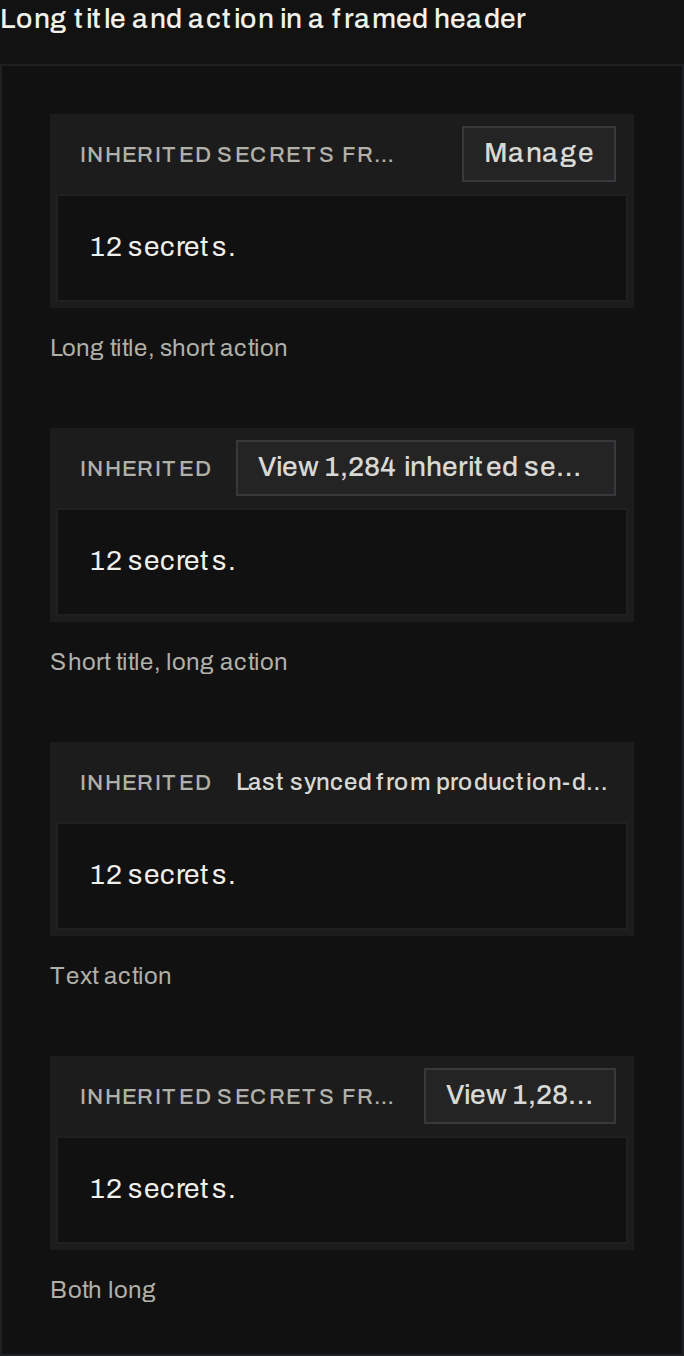 Long title and action in a framed header
INHERITED SECRETS FR...
Manage
12 secrets.
Long title, short action
INHERITED
View 1,284 inherited se...
12 secrets.
Short title, long action
INHERITED
Last synced from production-d...
12 secrets.
Text action
INHERITED SECRETS FR...
View 1,28...
12 secrets.
Both long